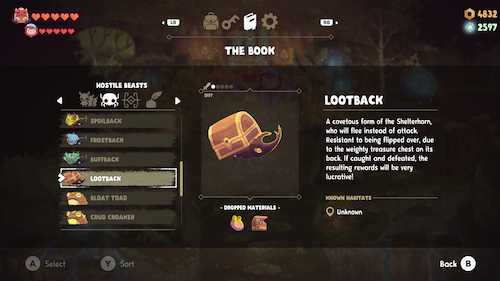 LB
RB
4832
2597
THE BOOK
HOSTILE BEASTS
SPOILBACK
FROSTBACK
BUFFBACK
LOOTBACK
BLOAT TOAD
CRUD CROAKER
DIFF
- DROPPED MATERIALS -
LOOTBACK
A covetous form of the Shelterhorn,
who will flee instead of attack.
Resistant to being flipped over, due
to the weighty treasure chest on its
back. If caught and defeated, the
resulting rewards will be very
lucrative!
KNOWN HABITATS
Unknown
A Select
Y Sort
Back B